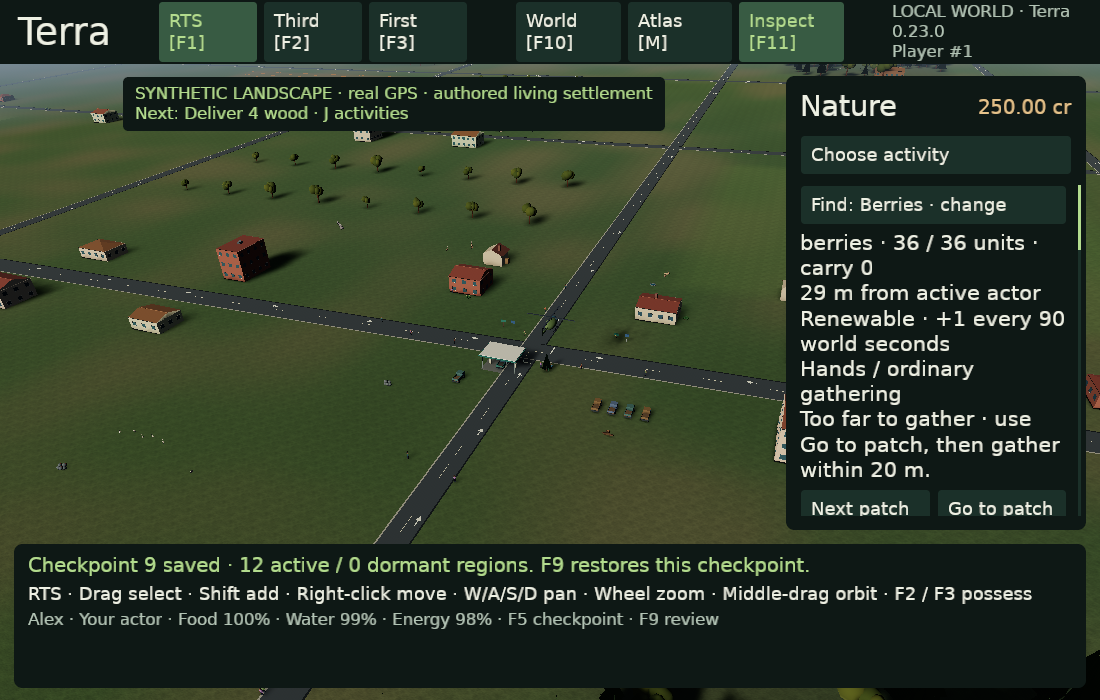 Terra
RTS
[F1]
Third
[F2]
First
[F3]
World
[F10]
Atlas
[M]
Inspect
[F11]
LOCAL WORLD · Terra
0.23.0
Player #1
SYNTHETIC LANDSCAPE · real GPS · authored living settlement
Next: Deliver 4 wood · J activities
Nature
250.00 cr
Choose activity
Find: Berries · change
berries · 36 / 36 units ·
carry 0
29 m from active actor
Renewable · +1 every 90
world seconds
Hands / ordinary
gathering
Too far to gather · use
Go to patch, then gather
within 20 m.
Next patch
Go to patch
Checkpoint 9 saved · 12 active / 0 dormant regions. F9 restores this checkpoint.
RTS · Drag select · Shift add · Right-click move · W/A/S/D pan · Wheel zoom · Middle-drag orbit · F2 / F3 possess
Alex · Your actor · Food 100% · Water 99% · Energy 98% · F5 checkpoint · F9 review